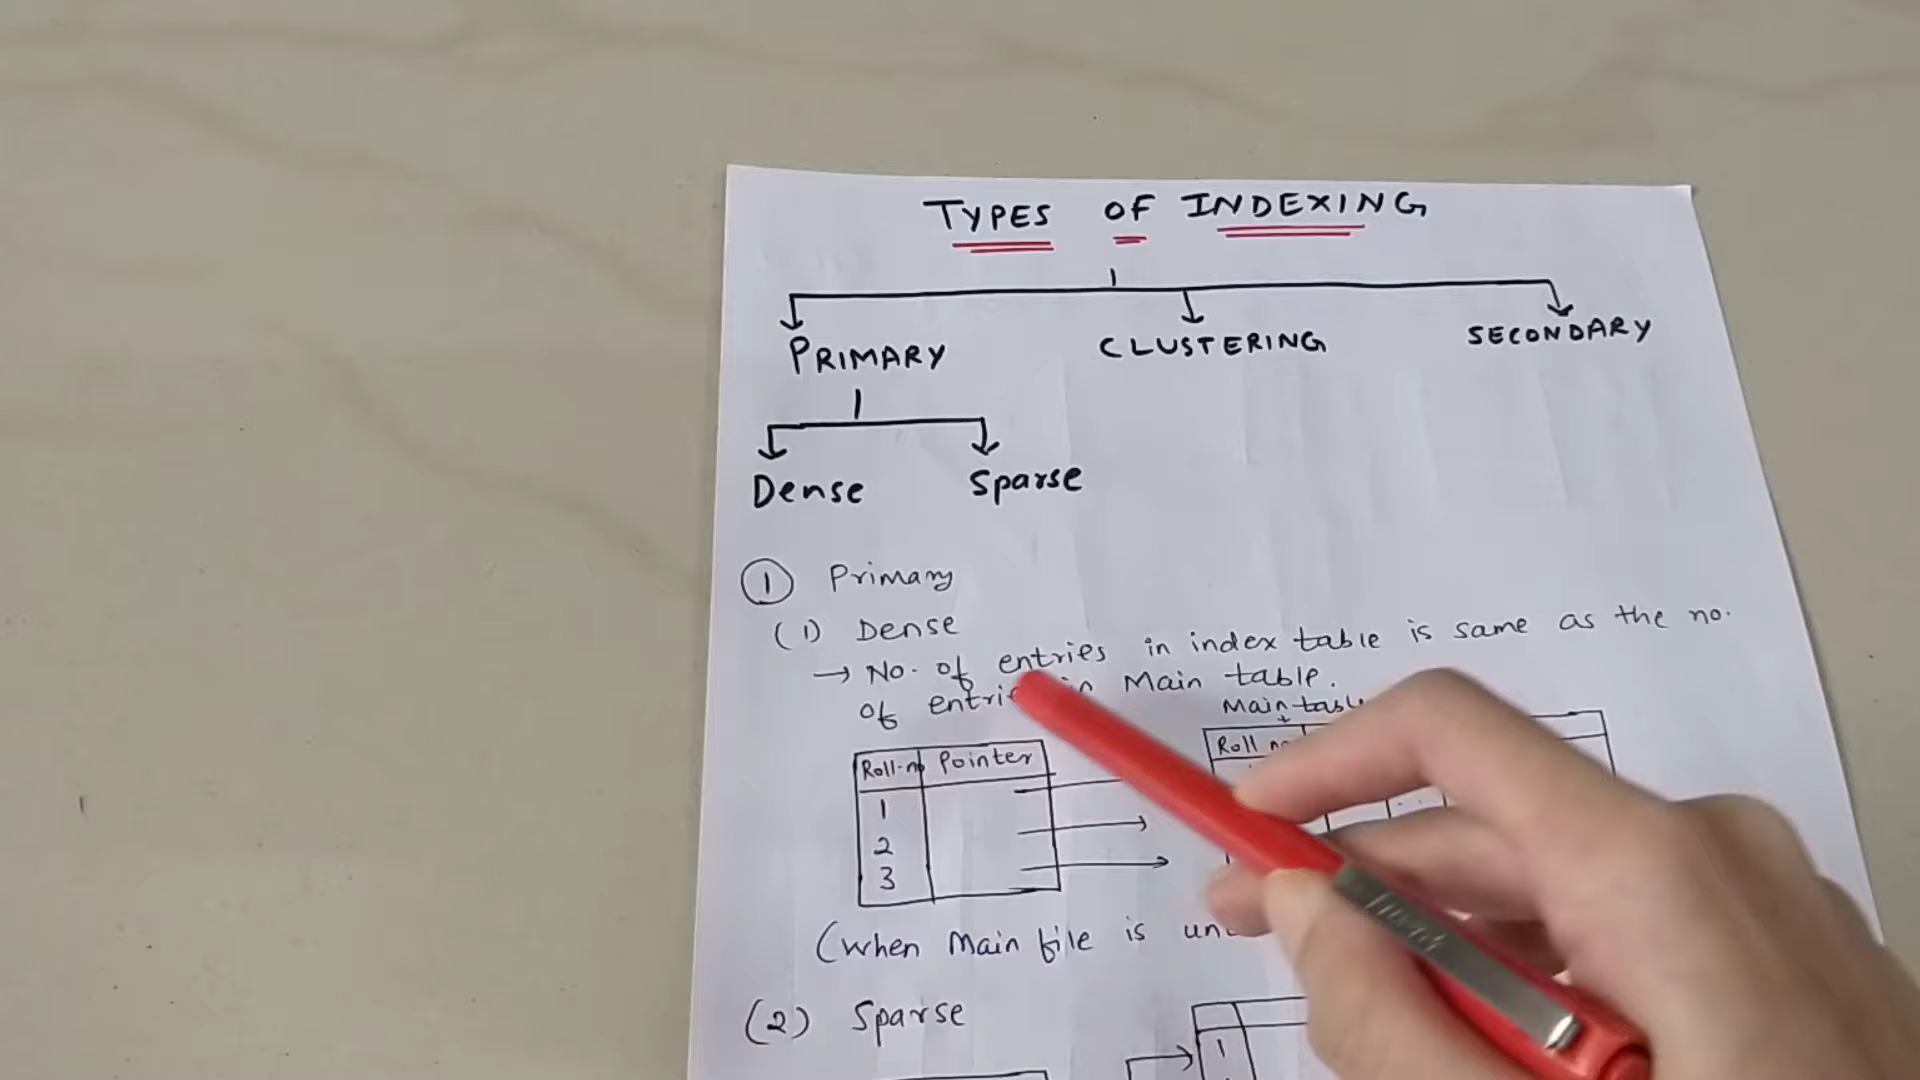 TYPES OF INDEXING
PRIMARY
CLUSTERING
SECONDARY
Dense
Sparse
① Primary
(1) Dense
→ No. of entries in index table is same as the no.
of in Main table.
Main table
Roll-no Pointer
Roll no
1
2
3
(When Main file is
(2) Sparse
1